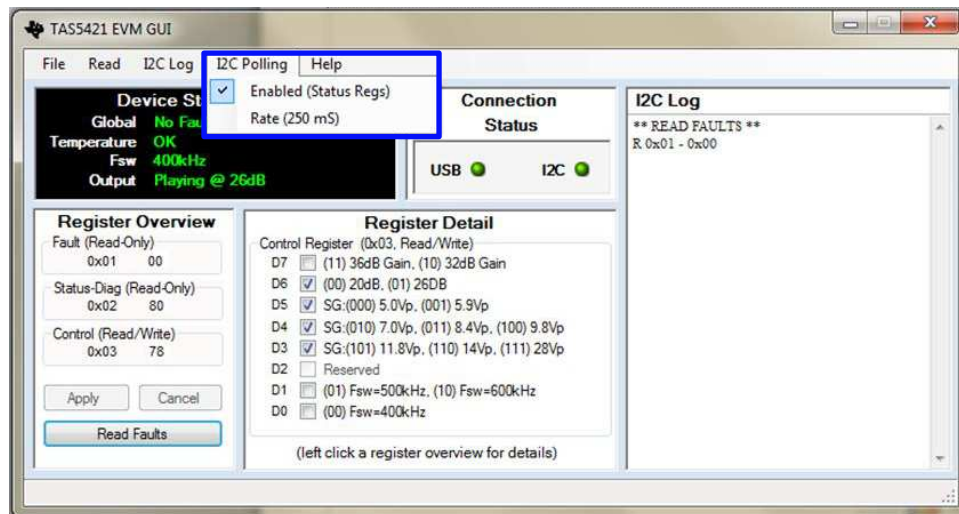 TAS5421 EVM GUI
File Read I2C Log I2C Polling Help
Enabled (Status Regs)
Rate (250 mS)
Device St
Global No Fau
Temperature OK
Fsw 400kHz
Output Playing @ 26dB
Connection
Status
USB I2C
I2C Log
** READ FAULTS **
R 0x01 - 0x00
Register Overview
Fault (Read-Only)
0x01 00
Status-Diag (Read-Only)
0x02 80
Control (Read/Write)
0x03 78
Apply Cancel
Read Faults
Register Detail
Control Register (0x03, Read/Write)
D7 (11) 36dB Gain, (10) 32dB Gain
D6 (00) 20dB, (01) 26DB
D5 SG:(000) 5.0Vp, (001) 5.9Vp
D4 SG:(010) 7.0Vp, (011) 8.4Vp, (100) 9.8Vp
D3 SG:(101) 11.8Vp, (110) 14Vp, (111) 28Vp
D2 Reserved
D1 (01) Fsw=500kHz, (10) Fsw=600kHz
D0 (00) Fsw=400kHz
(left click a register overview for details)